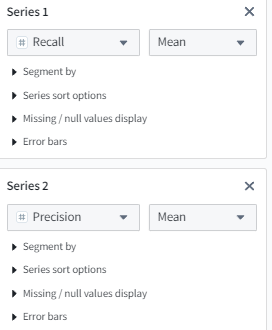 Series 1
# Recall Mean
Segment by
Series sort options
Missing / null values display
Error bars
Series 2
# Precision Mean
Segment by
Series sort options
Missing / null values display
Error bars